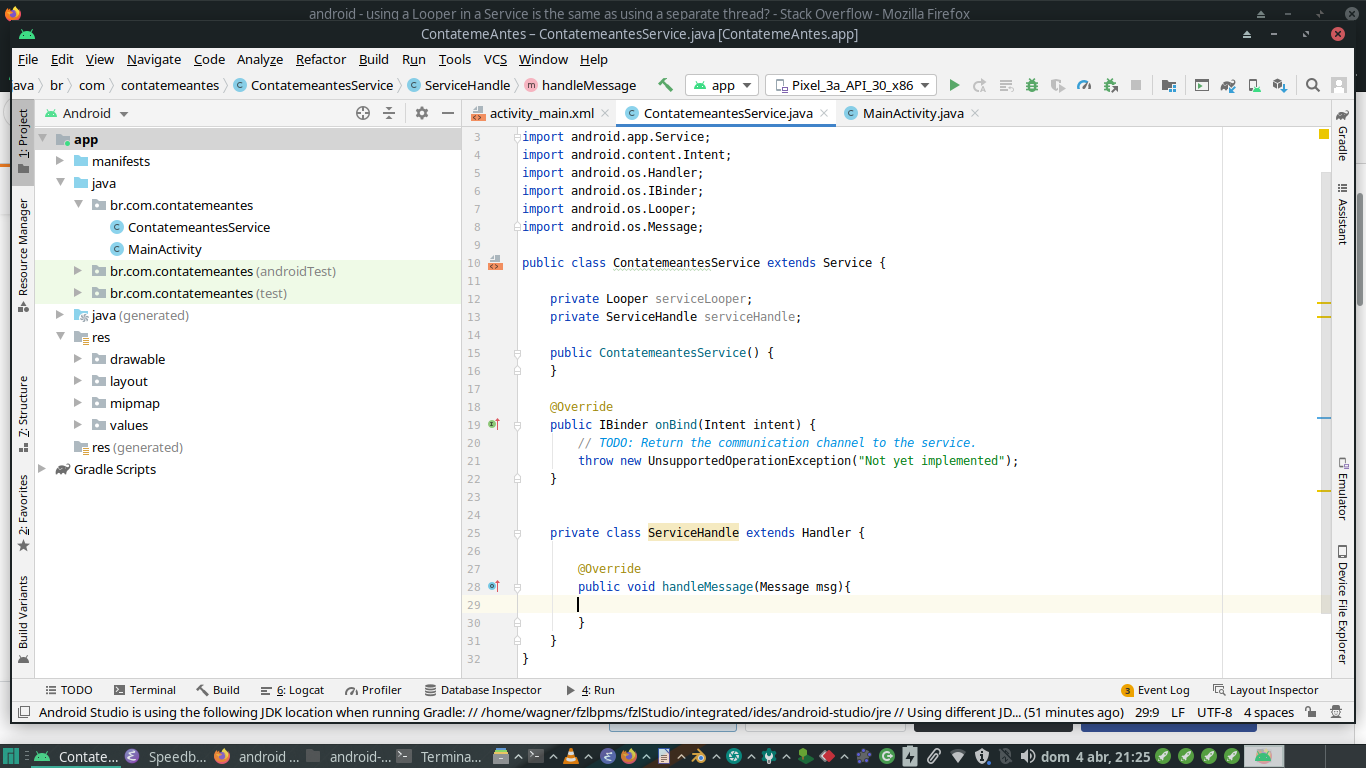 android - using a Looper in a Service is the same as using a separate thread? - Stack Overflow - Mozilla Firefox
ContatemeAntes – ContatemeantesService.java [ContatemeAntes.app]
File Edit View Navigate Code Analyze Refactor Build Run Tools VCS Window Help
java br com contatemeantes ContatemeantesService ServiceHandle handleMessage app Pixel_3a_API_30_x86
Android
activity_main.xml ContatemeantesService.java MainActivity.java
1: Project
Resource Manager
7: Structure
2: Favorites
Build Variants
app
manifests
java
br.com.contatemeantes
ContatemeantesService
MainActivity
br.com.contatemeantes (androidTest)
br.com.contatemeantes (test)
java (generated)
res
drawable
layout
mipmap
values
res (generated)
Gradle Scripts
3 import android.app.Service;
4 import android.content.Intent;
5 import android.os.Handler;
6 import android.os.IBinder;
7 import android.os.Looper;
8 import android.os.Message;
9
10 public class ContatemeantesService extends Service {
11
12 private Looper serviceLooper;
13 private ServiceHandle serviceHandle;
14
15 public ContatemeantesService() {
16 }
17
18 @Override
19 public IBinder onBind(Intent intent) {
20 // TODO: Return the communication channel to the service.
21 throw new UnsupportedOperationException("Not yet implemented");
22 }
23
24
25 private class ServiceHandle extends Handler {
26
27 @Override
28 public void handleMessage(Message msg){
29
30 }
31 }
32 }
Gradle
Assistant
Emulator
Device File Explorer
TODO Terminal Build 6: Logcat Profiler Database Inspector 4: Run 3 Event Log Layout Inspector
Android Studio is using the following JDK location when running Gradle: // /home/wagner/fzlbpms/fzlStudio/integrated/ides/android-studio/jre // Using different JD... (51 minutes ago) 29:9 LF UTF-8 4 spaces
Contate... Speedb... android ... android-... Termina... dom 4 abr, 21:25